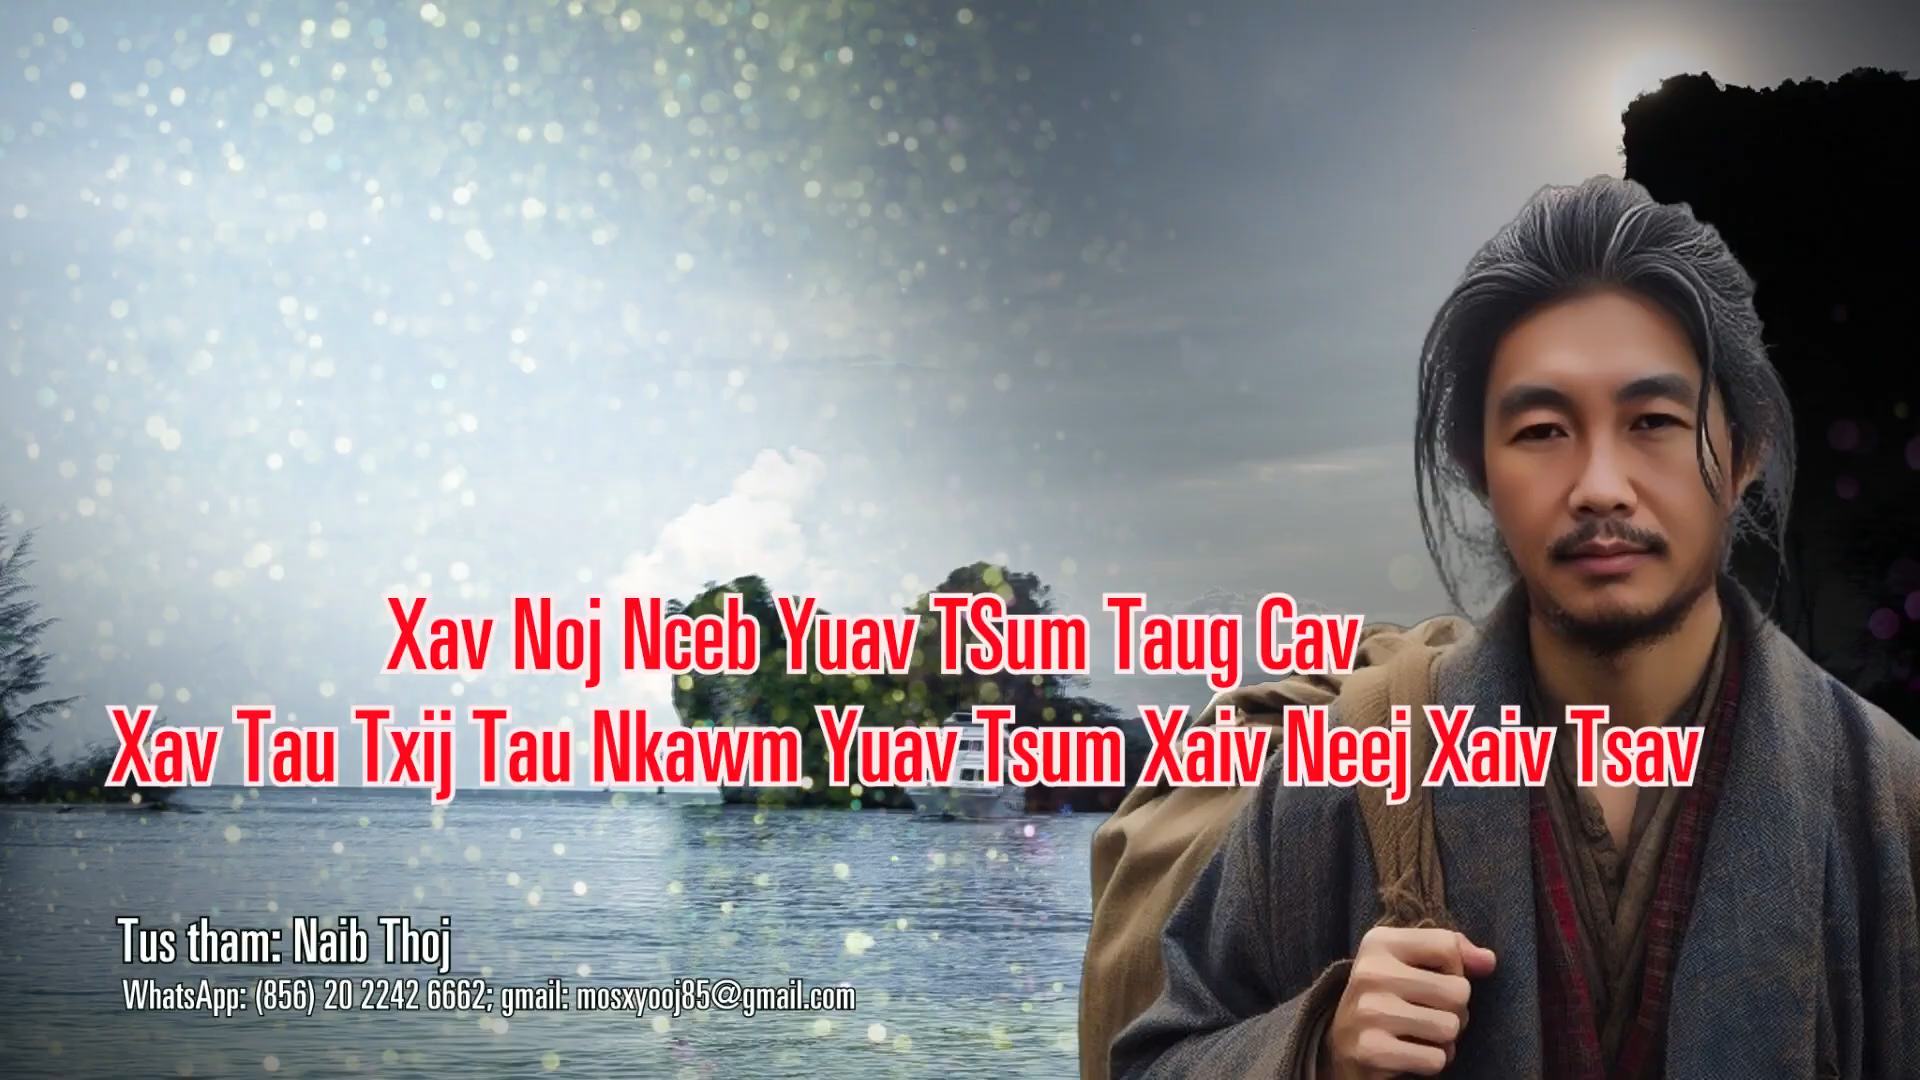 Xav Noj Nceb Yuav TSum Taug Cav
Xav Tau Txij Tau Nkawm Yuav Tsum Xaiv Neej Xaiv Tsav
Tus tham: Naib Thoj
WhatsApp: (856) 20 2242 6662; gmail: mosxyooj85@gmail.com